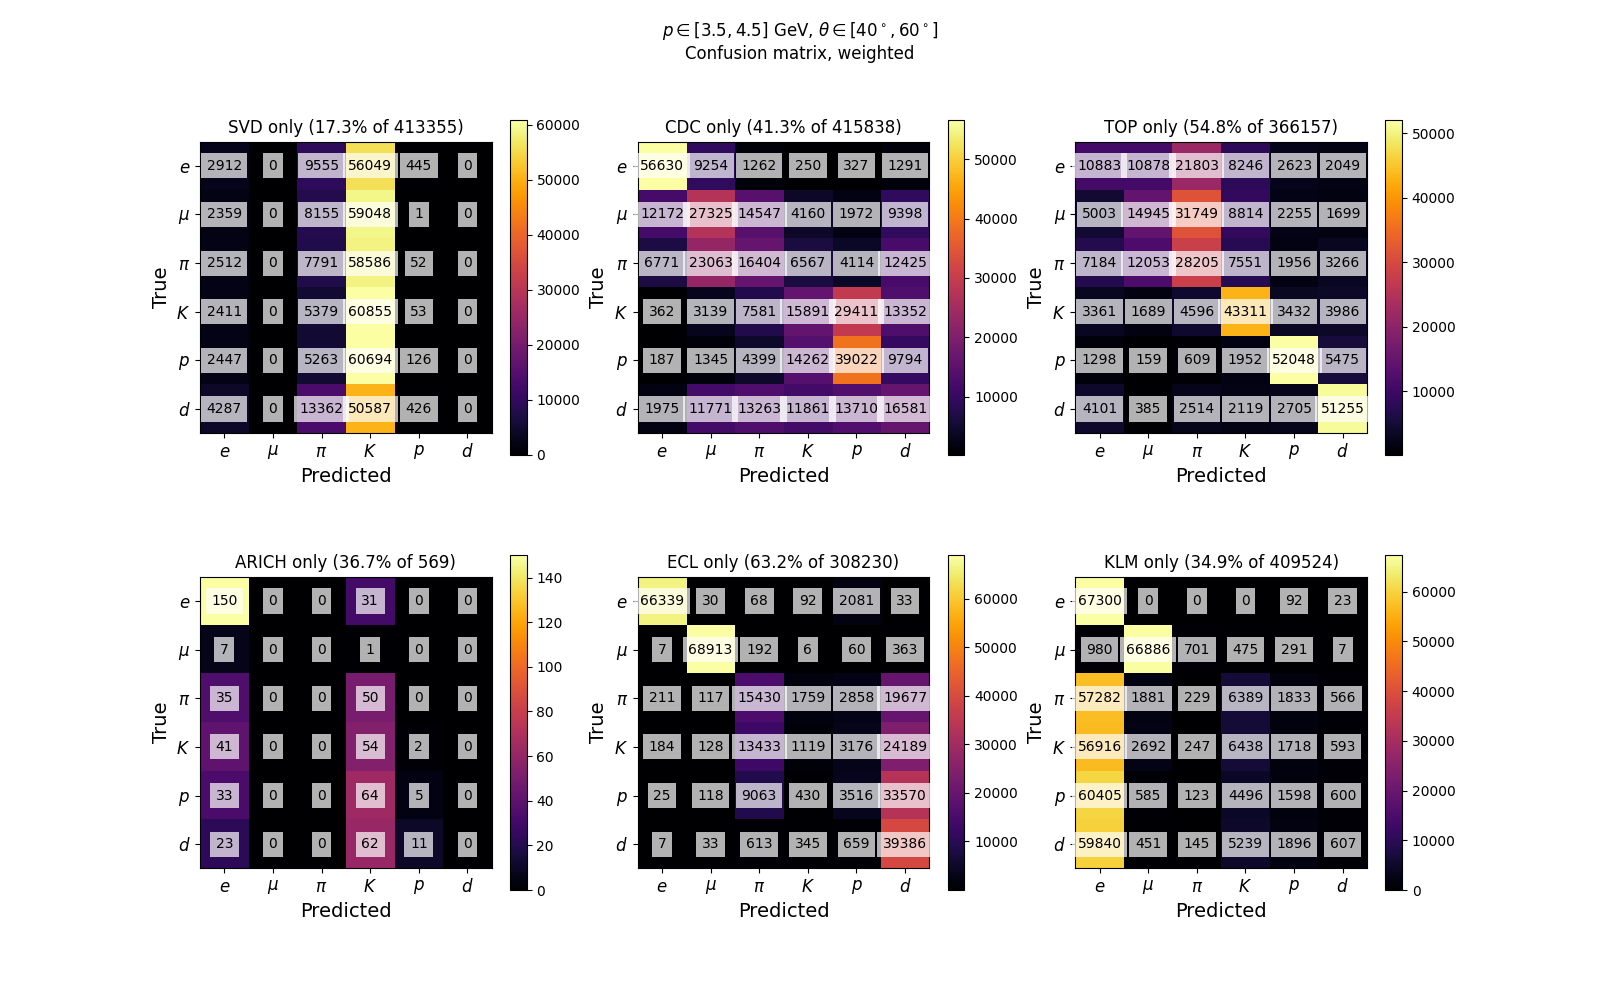 p ∈ [3.5, 4.5] GeV, θ ∈ [40°, 60°]
Confusion matrix, weighted
SVD only (17.3% of 413355)
True
e 2912 0 9555 56049 445 0
μ 2359 0 8155 59048 1 0
π 2512 0 7791 58586 52 0
K 2411 0 5379 60855 53 0
p 2447 0 5263 60694 126 0
d 4287 0 13362 50587 426 0
e μ π K p d
Predicted
60000
50000
40000
30000
20000
10000
0
CDC only (41.3% of 415838)
True
e 56630 9254 1262 250 327 1291
μ 12172 27325 14547 4160 1972 9398
π 6771 23063 16404 6567 4114 12425
K 362 3139 7581 15891 29411 13352
p 187 1345 4399 14262 39022 9794
d 1975 11771 13263 11861 13710 16581
e μ π K p d
Predicted
50000
40000
30000
20000
10000
TOP only (54.8% of 366157)
True
e 10883 10878 21803 8246 2623 2049
μ 5003 14945 31749 8814 2255 1699
π 7184 12053 28205 7551 1956 3266
K 3361 1689 4596 43311 3432 3986
p 1298 159 609 1952 52048 5475
d 4101 385 2514 2119 2705 51255
e μ π K p d
Predicted
50000
40000
30000
20000
10000
ARICH only (36.7% of 569)
True
e 150 0 0 31 0 0
μ 7 0 0 1 0 0
π 35 0 0 50 0 0
K 41 0 0 54 2 0
p 33 0 0 64 5 0
d 23 0 0 62 11 0
e μ π K p d
Predicted
140
120
100
80
60
40
20
0
ECL only (63.2% of 308230)
True
e 66339 30 68 92 2081 33
μ 7 68913 192 6 60 363
π 211 117 15430 1759 2858 19677
K 184 128 13433 1119 3176 24189
p 25 118 9063 430 3516 33570
d 7 33 613 345 659 39386
e μ π K p d
Predicted
60000
50000
40000
30000
20000
10000
KLM only (34.9% of 409524)
True
e 67300 0 0 0 92 23
μ 980 66886 701 475 291 7
π 57282 1881 229 6389 1833 566
K 56916 2692 247 6438 1718 593
p 60405 585 123 4496 1598 600
d 59840 451 145 5239 1896 607
e μ π K p d
Predicted
60000
50000
40000
30000
20000
10000
0